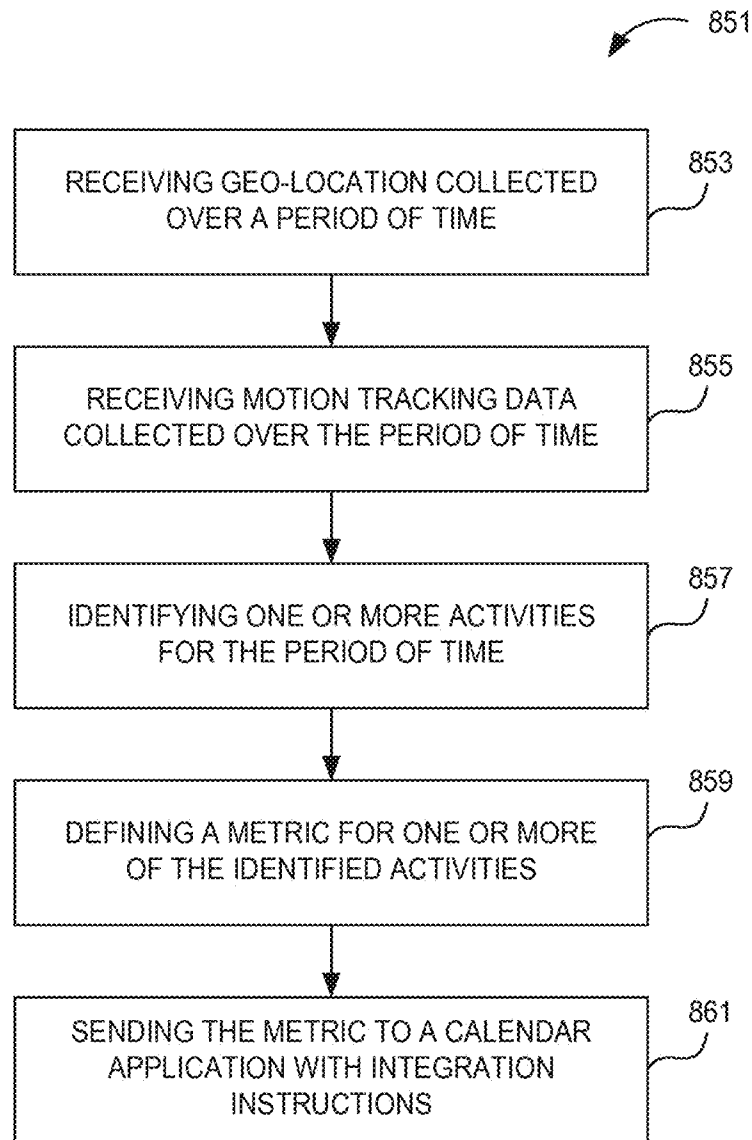 851
RECEIVING GEO-LOCATION COLLECTED
OVER A PERIOD OF TIME
853
RECEIVING MOTION TRACKING DATA
COLLECTED OVER THE PERIOD OF TIME
855
IDENTIFYING ONE OR MORE ACTIVITIES
FOR THE PERIOD OF TIME
857
DEFINING A METRIC FOR ONE OR MORE
OF THE IDENTIFIED ACTIVITIES
859
SENDING THE METRIC TO A CALENDAR
APPLICATION WITH INTEGRATION
INSTRUCTIONS
861